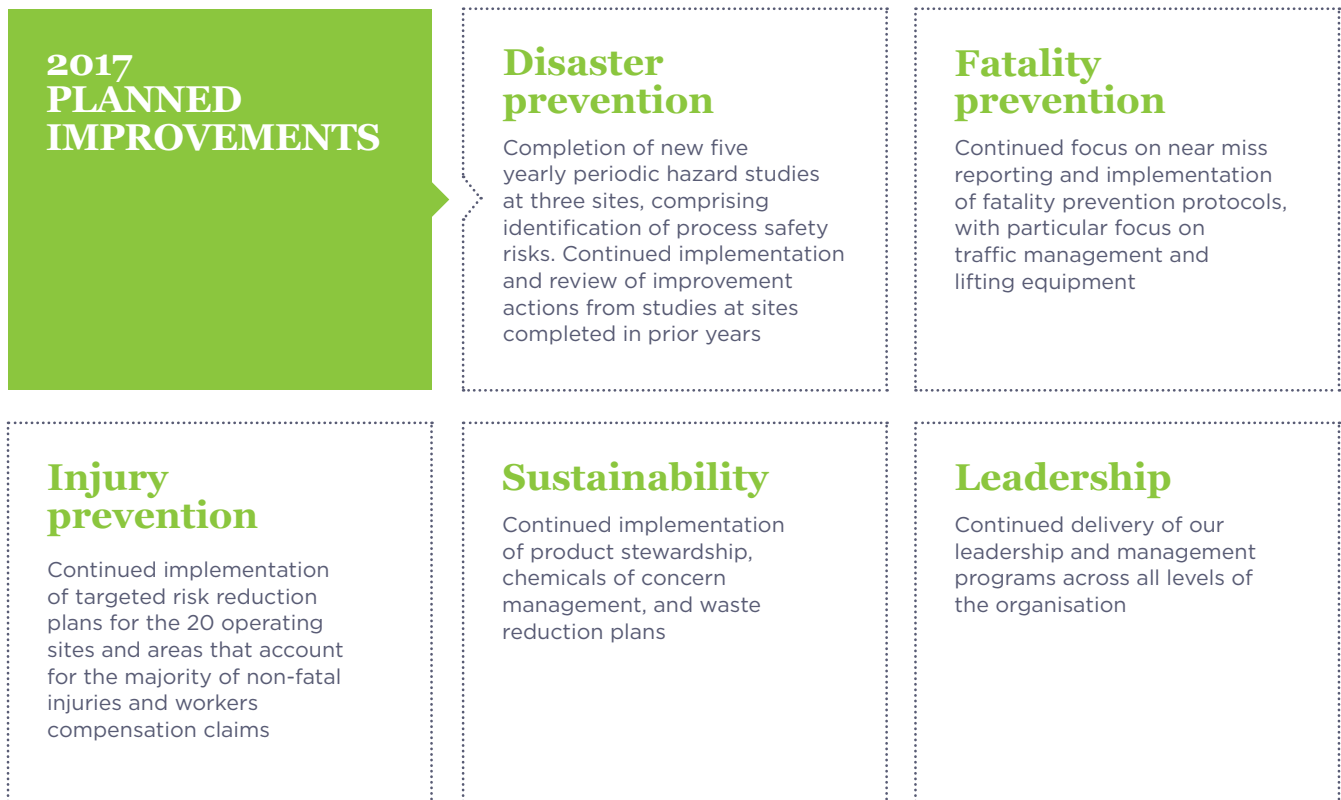 2017
PLANNED
IMPROVEMENTS
Disaster
prevention
Completion of new five
yearly periodic hazard studies
at three sites, comprising
identification of process safety
risks. Continued implementation
and review of improvement
actions from studies at sites
completed in prior years
Fatality
prevention
Continued focus on near miss
reporting and implementation
of fatality prevention protocols,
with particular focus on
traffic management and
lifting equipment
Injury
prevention
Continued implementation
of targeted risk reduction
plans for the 20 operating
sites and areas that account
for the majority of non-fatal
injuries and workers
compensation claims
Sustainability
Continued implementation
of product stewardship,
chemicals of concern
management, and waste
reduction plans
Leadership
Continued delivery of our
leadership and management
programs across all levels of
the organisation